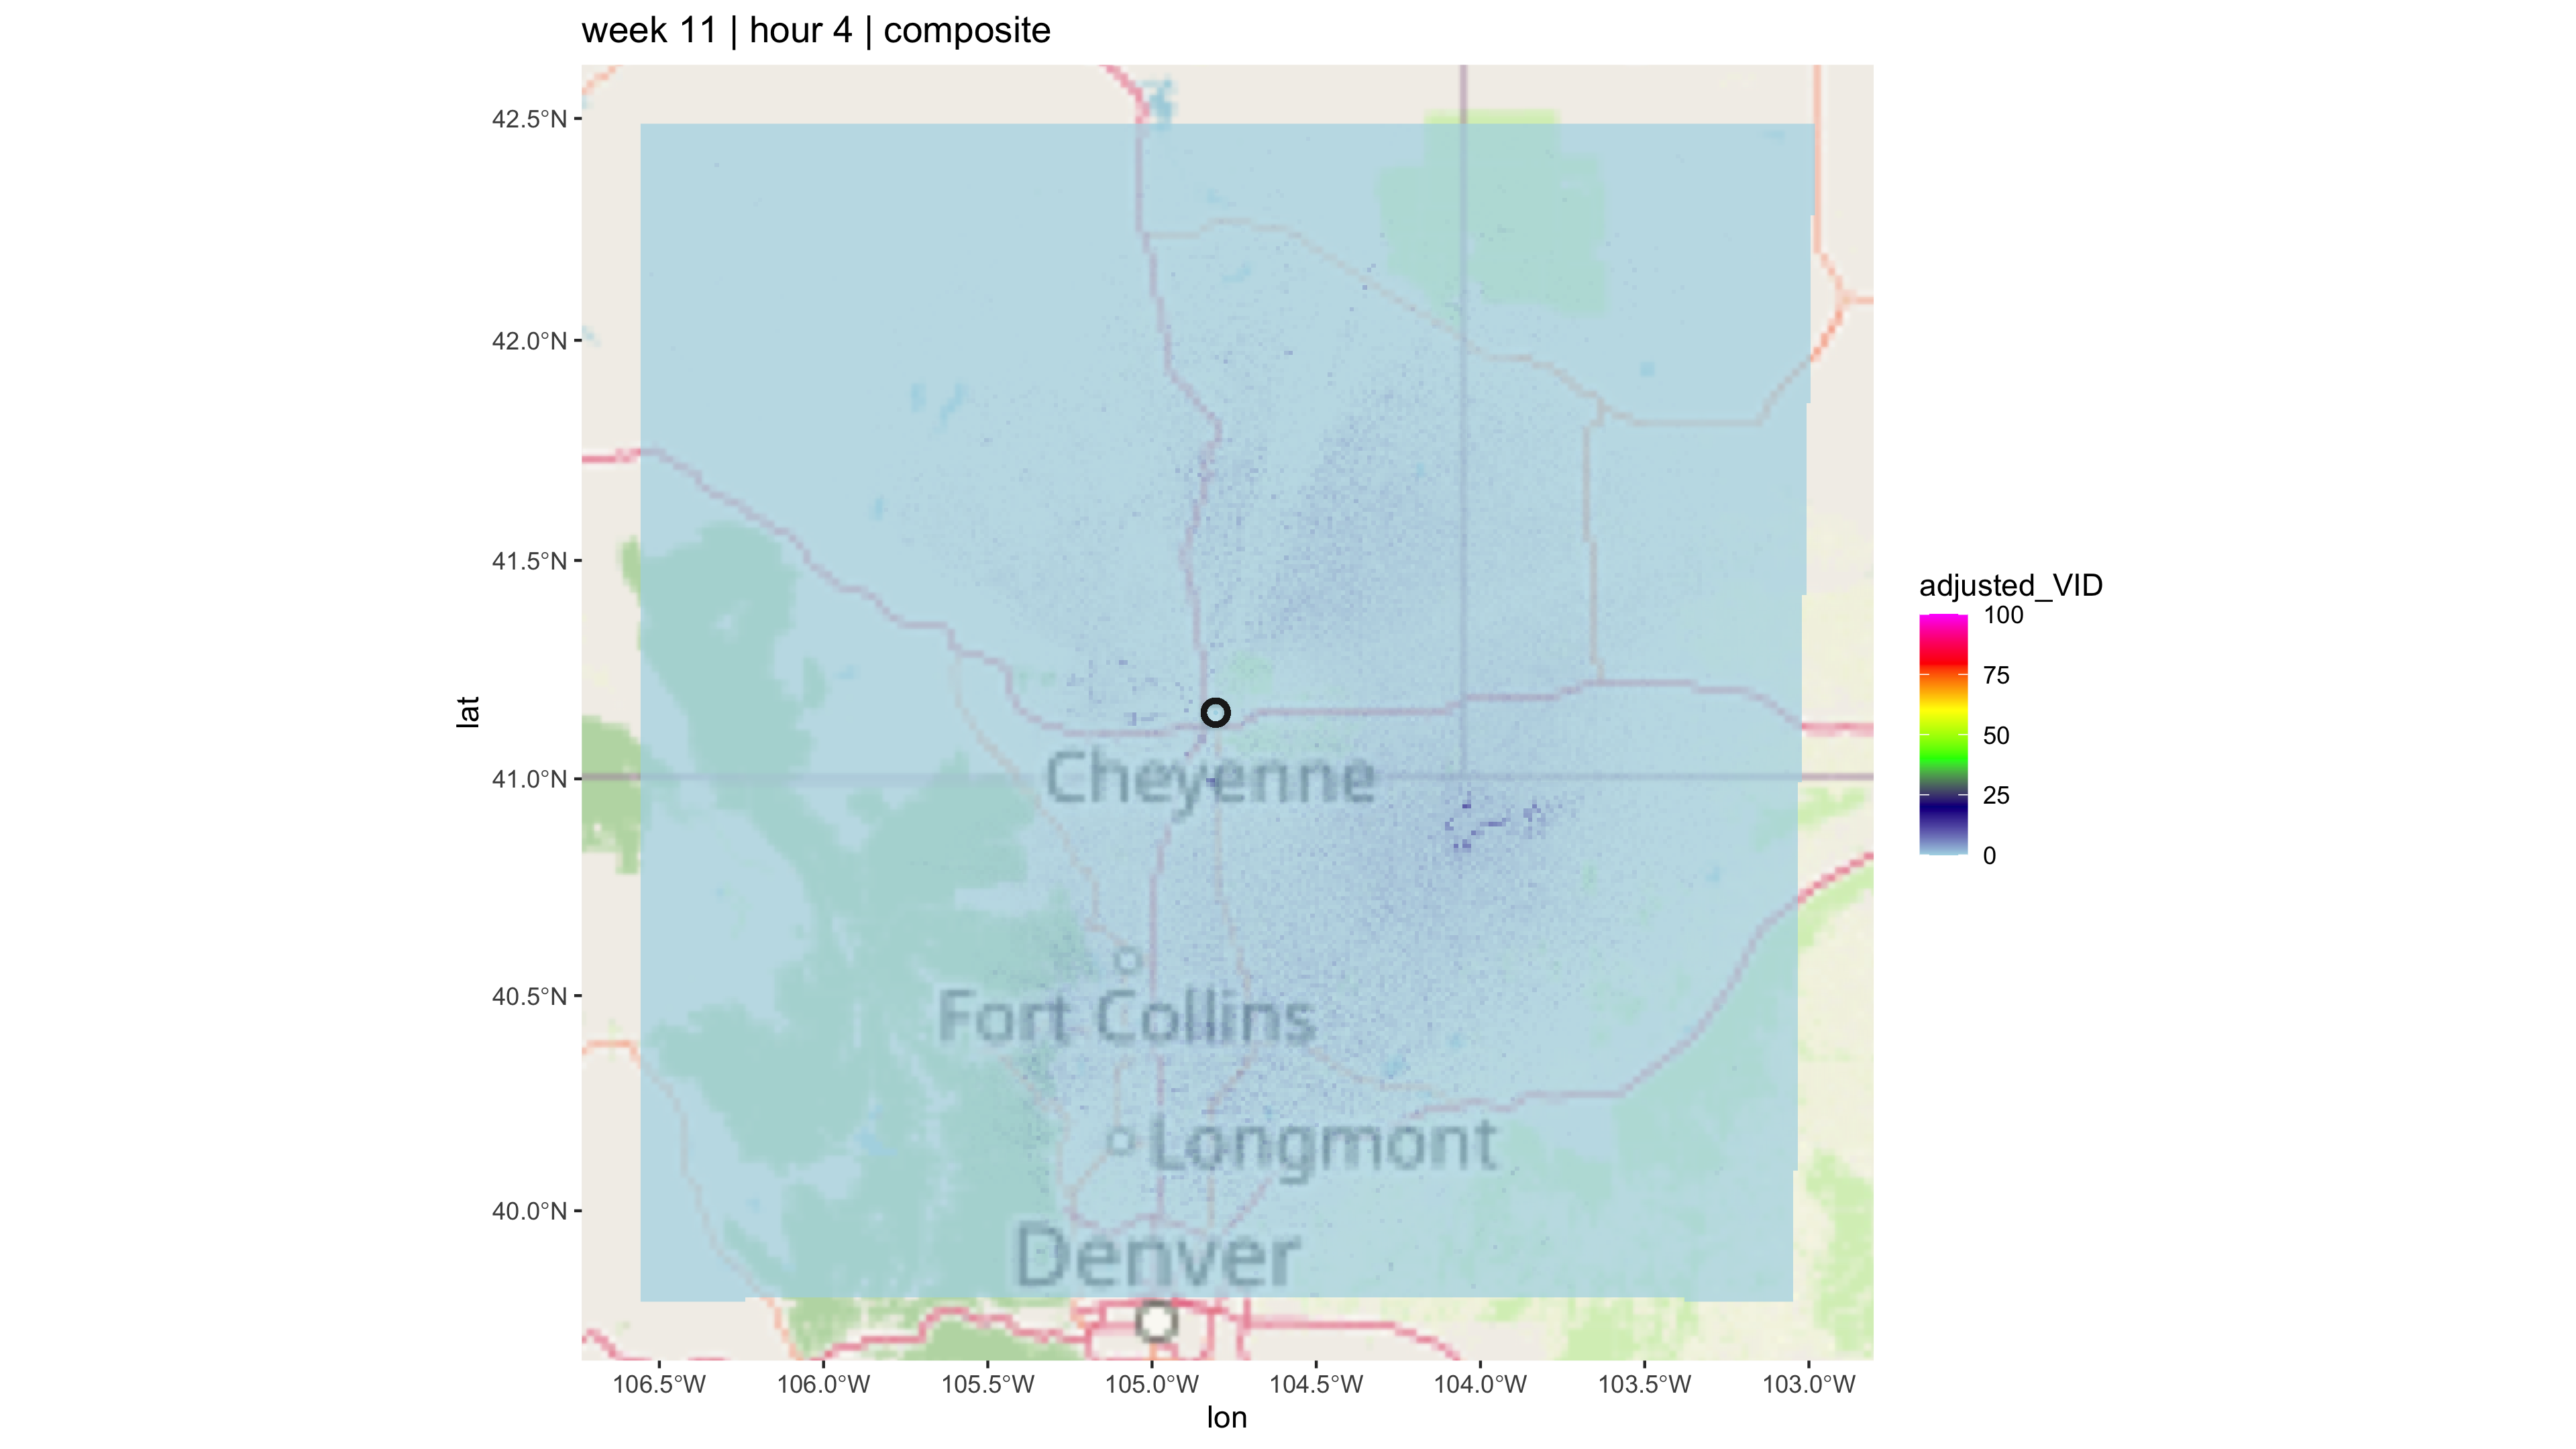 week 11 | hour 4 | composite
42.5°N
42.0°N
41.5°N
41.0°N
40.5°N
40.0°N
lat
Cheyenne
Fort Collins
Longmont
Denver
106.5°W
106.0°W
105.5°W
105.0°W
104.5°W
104.0°W
103.5°W
103.0°W
lon
adjusted_VID
100
75
50
25
0